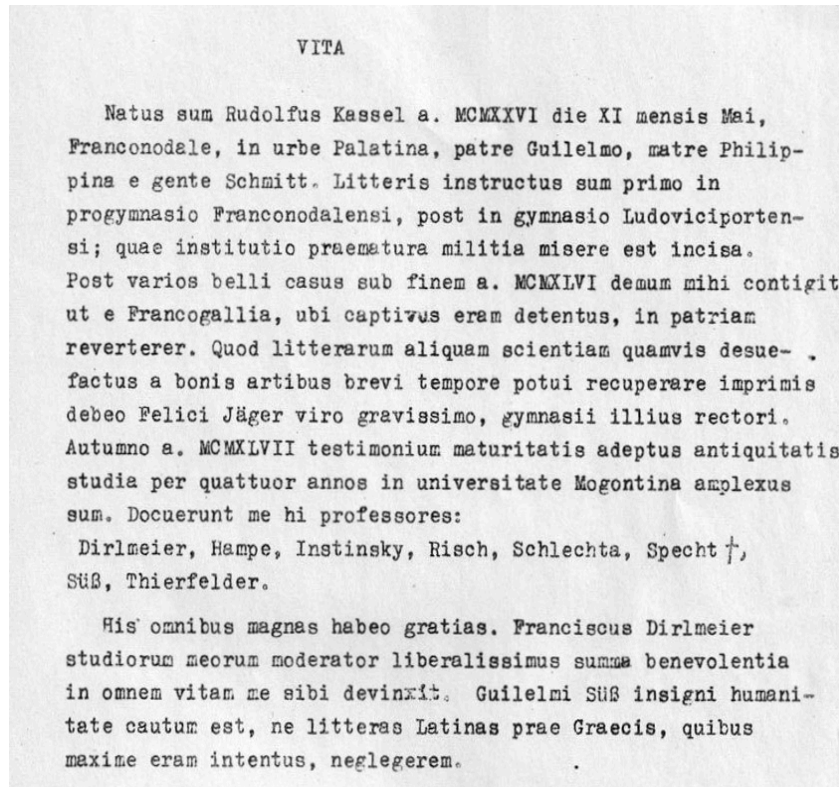 VITA
Natus sum Rudolfus Kassel a. MCMXXVI die XI mensis Mai,
Franconodale, in urbe Palatina, patre Guilelmo, matre Philip-
pina e gente Schmitt. Litteris instructus sum primo in
progymnasio Franconodalensi, post in gymnasio Ludoviciporten-
si; quae institutio praematura militia misere est incisa.
Post varios belli casus sub finem a. MCMXLVI demum mihi contigit
ut e Francogallia, ubi captivus eram detentus, in patriam
reverterer. Quod litterarum aliquam scientiam quamvis desue-
factus a bonis artibus brevi tempore potui recuperare imprimis
debeo Felici Jäger viro gravissimo, gymnasii illius rectori.
Autumno a. MCMXLVII testimonium maturitatis adeptus antiquitatis
studia per quattuor annos in universitate Mogontina amplexus
sum. Docuerunt me hi professores:
Dirlmeier, Hampe, Instinsky, Risch, Schlechta, Specht †,
Süß, Thierfelder.
His omnibus magnas habeo gratias. Franciscus Dirlmeier
studiorum meorum moderator liberalissimus summa benevolentia
in omnem vitam me sibi devinxit. Guilelmi Süß insigni humani-
tate cautum est, ne litteras Latinas prae Graecis, quibus
maxime eram intentus, neglegerem.